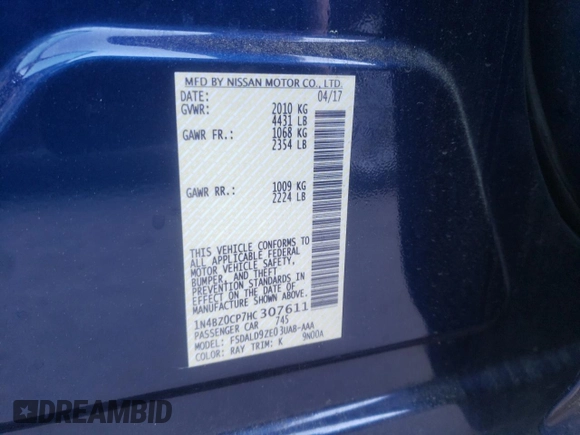 MFD BY NISSAN MOTOR CO., LTD.
DATE: 04/17
GVWR: 2010 KG
4431 LB
GAWR FR.: 1068 KG
2354 LB
GAWR RR.: 1009 KG
2224 LB
THIS VEHICLE CONFORMS TO
ALL APPLICABLE FEDERAL
MOTOR VEHICLE SAFETY,
BUMPER, AND THEFT
PREVENTION STANDARDS IN
EFFECT ON THE DATE OF
MANUFACTURE SHOWN ABOVE.
1N4BZ0CP7HC307611
PASSENGER CAR 745
MODEL: FSDALD9ZE03UAB-AAA
COLOR: RAY TRIM: K 9N00A
DREAMBID